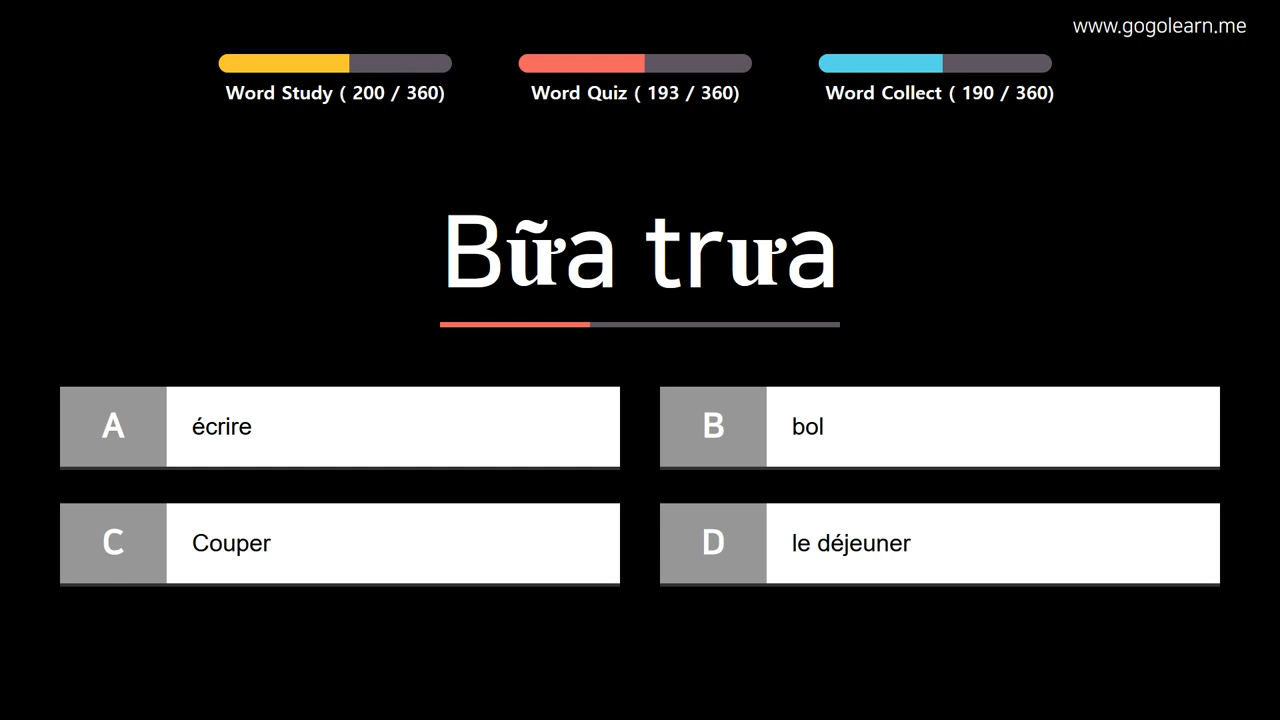 www.gogolearn.me
Word Study ( 200 / 360)
Word Quiz ( 193 / 360)
Word Collect ( 190 / 360)
Bữa trưa
A écrire
B bol
C Couper
D le déjeuner